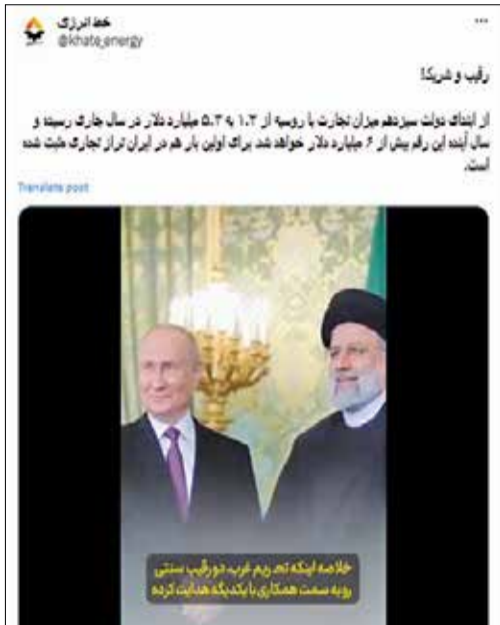 خط انرژی
@khate_energy
رقیب و شریک!
از ابتدای دولت سیزدهم میزان تجارت با روسیه از ۱.۳ به ۵.۳ میلیارد دلار در سال جاری رسیده و
سال آینده این رقم بیش از ۶ میلیارد دلار خواهد شد برای اولین بار هم در ایران تراز تجاری مثبت شده
است.
Translate post
خلاصه اینکه تحریم غرب، دو رقیب سنتی
رو به سمت همکاری با یکدیگه هدایت کرده